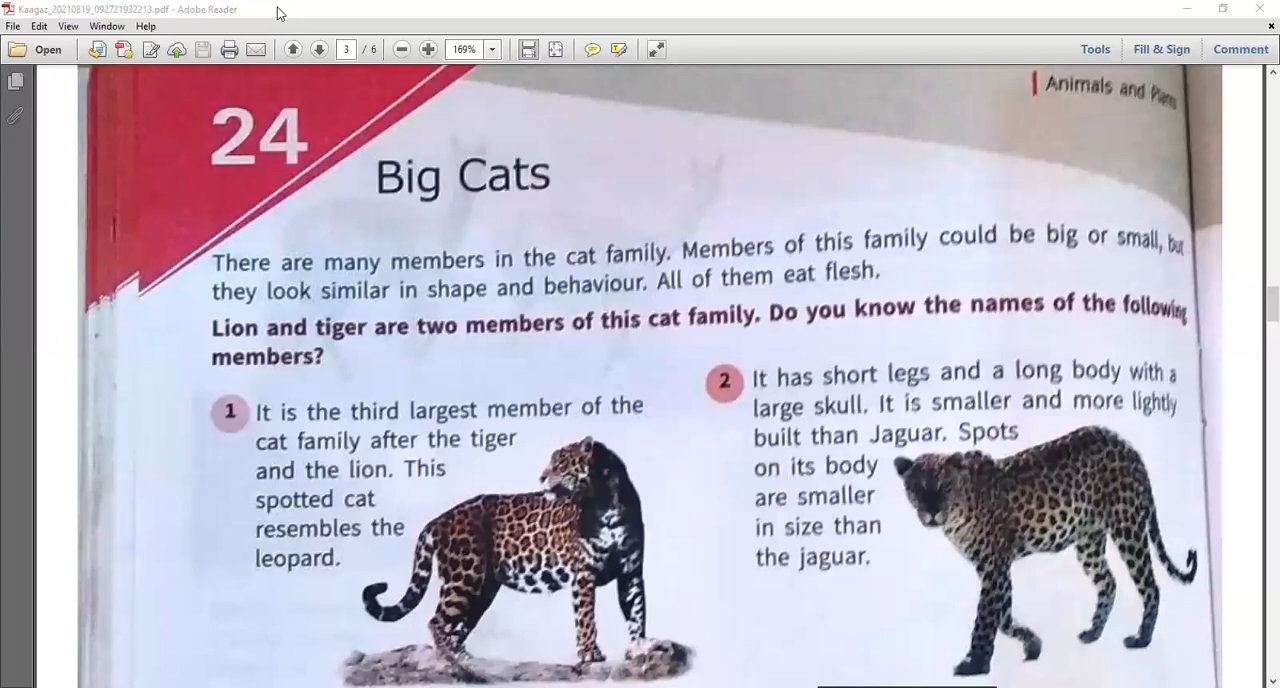 Kaagaz_20210819_092721932213.pdf - Adobe Reader
File Edit View Window Help
Open 3 / 6 169% Tools Fill & Sign Comment
Animals and Plants
24
Big Cats
There are many members in the cat family. Members of this family could be big or small, but
they look similar in shape and behaviour. All of them eat flesh.
Lion and tiger are two members of this cat family. Do you know the names of the following
members?
1 It is the third largest member of the
cat family after the tiger
and the lion. This
spotted cat
resembles the
leopard.
2 It has short legs and a long body with a
large skull. It is smaller and more lightly
built than Jaguar. Spots
on its body
are smaller
in size than
the jaguar.